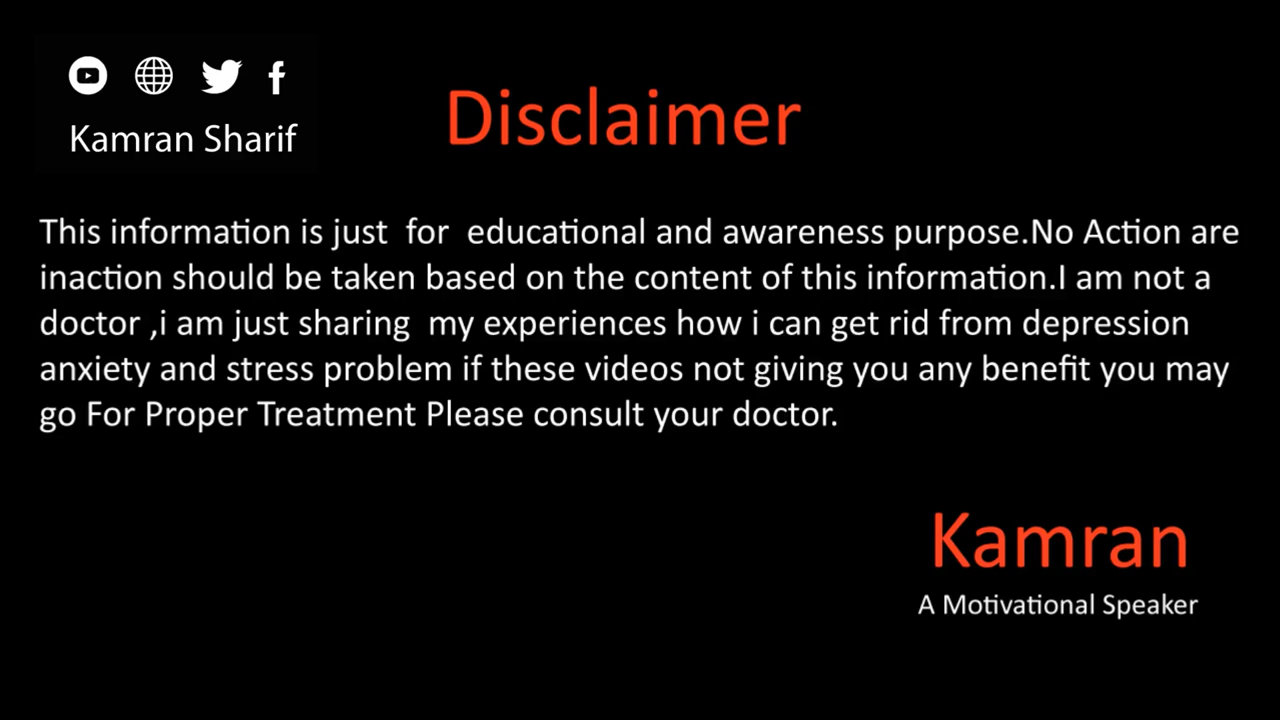 Kamran Sharif
Disclaimer
This information is just  for  educational and awareness purpose.No Action are
inaction should be taken based on the content of this information.I am not a
doctor ,i am just sharing  my experiences how i can get rid from depression
anxiety and stress problem if these videos not giving you any benefit you may
go For Proper Treatment Please consult your doctor.
Kamran
A Motivational Speaker